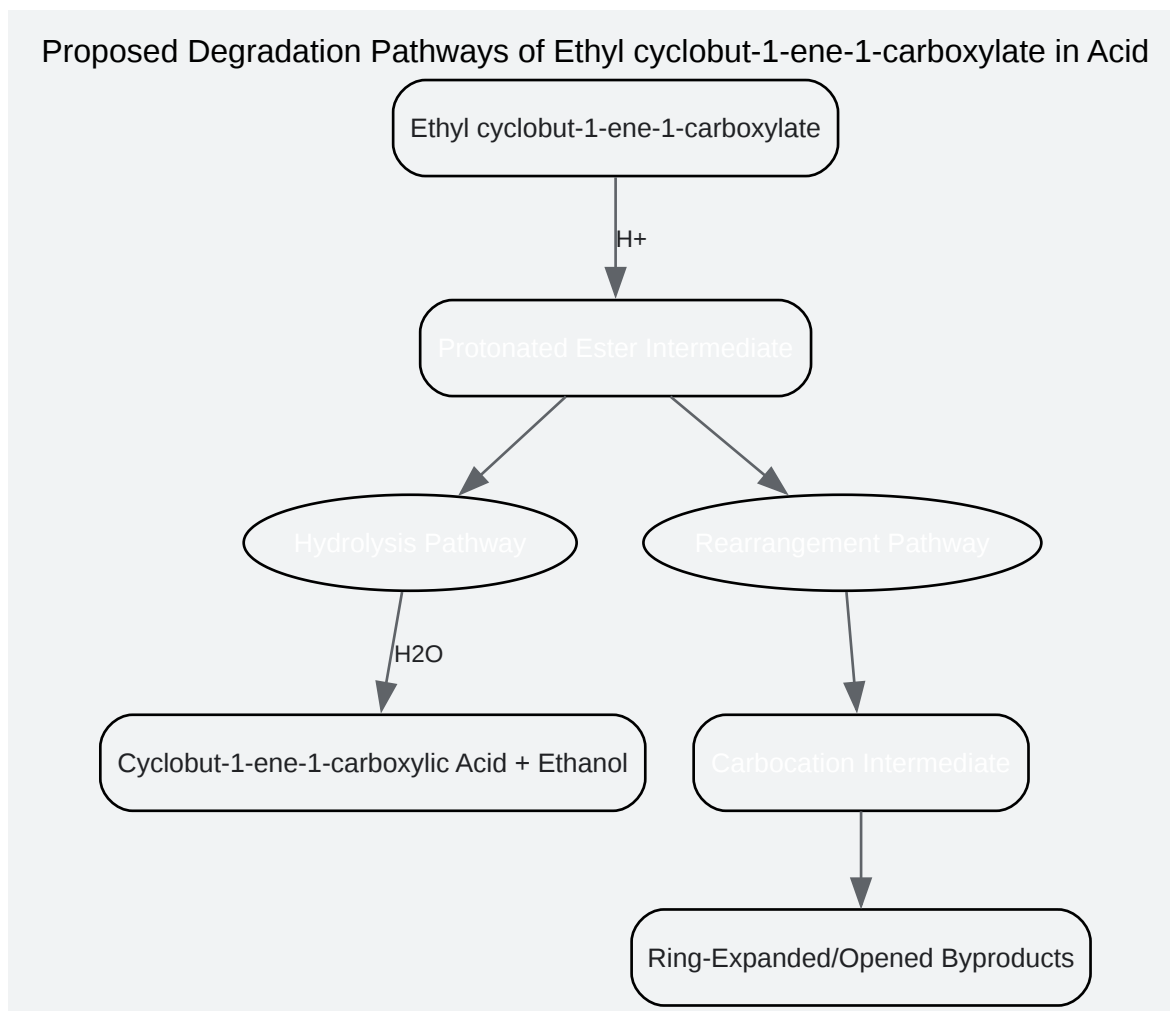 Proposed Degradation Pathways of Ethyl cyclobut-1-ene-1-carboxylate in Acid
Ethyl cyclobut-1-ene-1-carboxylate
H+
Protonated Ester Intermediate
Hydrolysis Pathway
Rearrangement Pathway
H2O
Cyclobut-1-ene-1-carboxylic Acid + Ethanol
Carbocation Intermediate
Ring-Expanded/Opened Byproducts